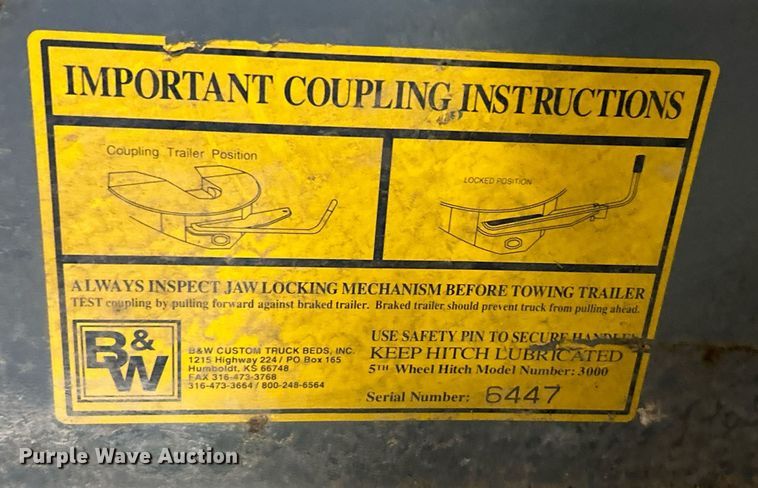 IMPORTANT COUPLING INSTRUCTIONS
Coupling Trailer Position
LOCKED POSITION
ALWAYS INSPECT JAW LOCKING MECHANISM BEFORE TOWING TRAILER
TEST coupling by pulling forward against braked trailer. Braked trailer should prevent truck from pulling ahead.
B&W
B&W CUSTOM TRUCK BEDS, INC.
1215 Highway 224 / PO Box 165
Humboldt, KS 66748
FAX 316-473-3768
316-473-3664 / 800-248-6564
USE SAFETY PIN TO SECURE HANDLE
KEEP HITCH LUBRICATED
5TH Wheel Hitch Model Number: 3000
Serial Number: 6447
Purple Wave Auction